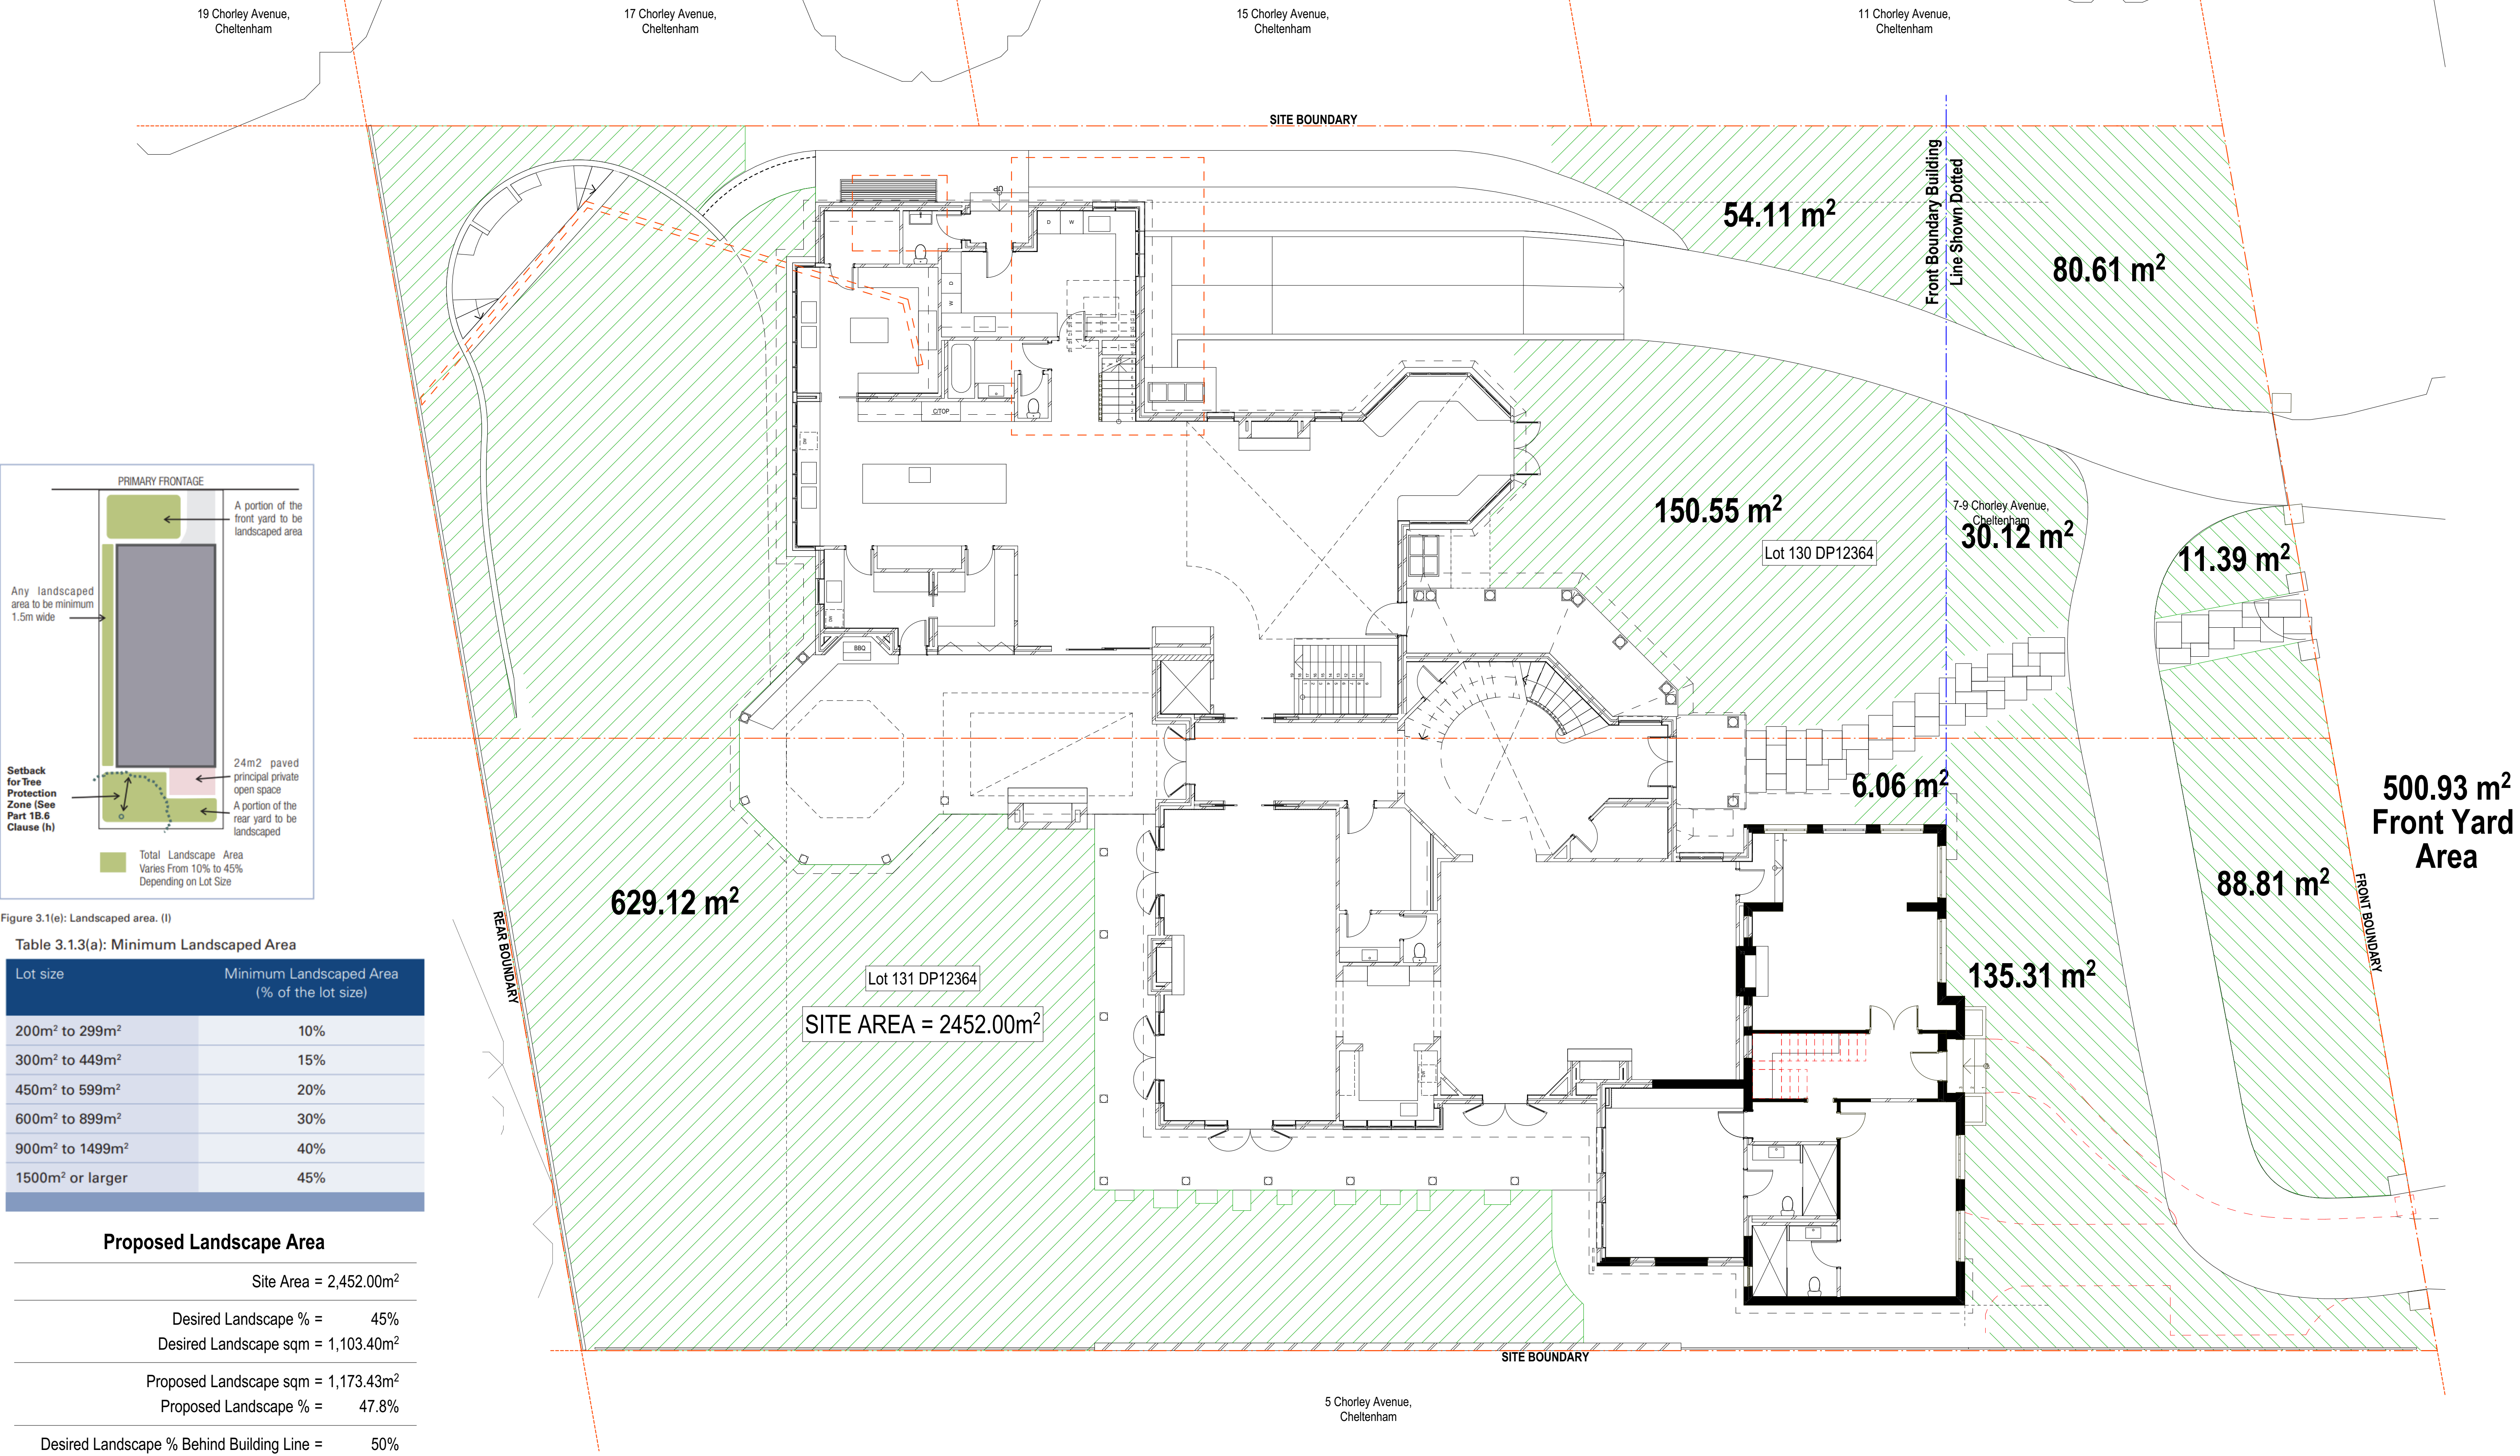 19 Chorley Avenue,
Cheltenham
17 Chorley Avenue,
Cheltenham
15 Chorley Avenue,
Cheltenham
11 Chorley Avenue,
Cheltenham
SITE BOUNDARY
Front Boundary Building
Line Shown Dotted
54.11 m²
80.61 m²
D
W
D
W
C/TOP
DW
150.55 m²
7-9 Chorley Avenue,
Cheltenham
30.12 m²
Lot 130 DP12364
11.39 m²
DW
BBQ
6.06 m²
500.93 m²
Front Yard
Area
629.12 m²
88.81 m²
FRONT BOUNDARY
REAR BOUNDARY
135.31 m²
Lot 131 DP12364
SITE AREA = 2452.00m²
SITE BOUNDARY
5 Chorley Avenue,
Cheltenham
PRIMARY FRONTAGE
A portion of the
front yard to be
landscaped area
Any landscaped
area to be minimum
1.5m wide
Setback
for Tree
Protection
Zone (See
Part 1B.6
Clause (h)
24m2 paved
principal private
open space
A portion of the
rear yard to be
landscaped
Total Landscape Area
Varies From 10% to 45%
Depending on Lot Size
Figure 3.1(e): Landscaped area. (I)
Table 3.1.3(a): Minimum Landscaped Area
Lot size Minimum Landscaped Area
(% of the lot size)
200m² to 299m² 10%
300m² to 449m² 15%
450m² to 599m² 20%
600m² to 899m² 30%
900m² to 1499m² 40%
1500m² or larger 45%
Proposed Landscape Area
Site Area = 2,452.00m²
Desired Landscape % = 45%
Desired Landscape sqm = 1,103.40m²
Proposed Landscape sqm = 1,173.43m²
Proposed Landscape % = 47.8%
Desired Landscape % Behind Building Line = 50%